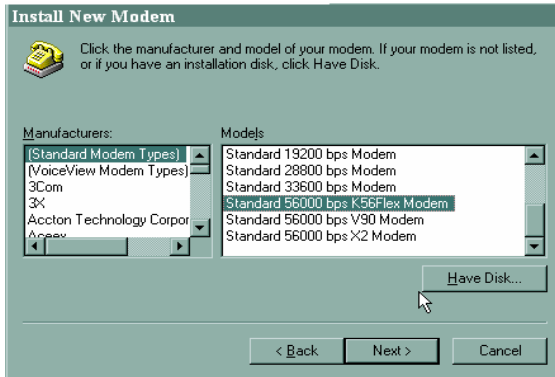 Install New Modem
Click the manufacturer and model of your modem. If your modem is not listed,
or if you have an installation disk, click Have Disk.
Manufacturers:
(Standard Modem Types)
(VoiceView Modem Types)
3Com
3X
Accton Technology Corpor
Aceex
Models
Standard 19200 bps Modem
Standard 28800 bps Modem
Standard 33600 bps Modem
Standard 56000 bps K56Flex Modem
Standard 56000 bps V90 Modem
Standard 56000 bps X2 Modem
Have Disk...
< Back
Next >
Cancel